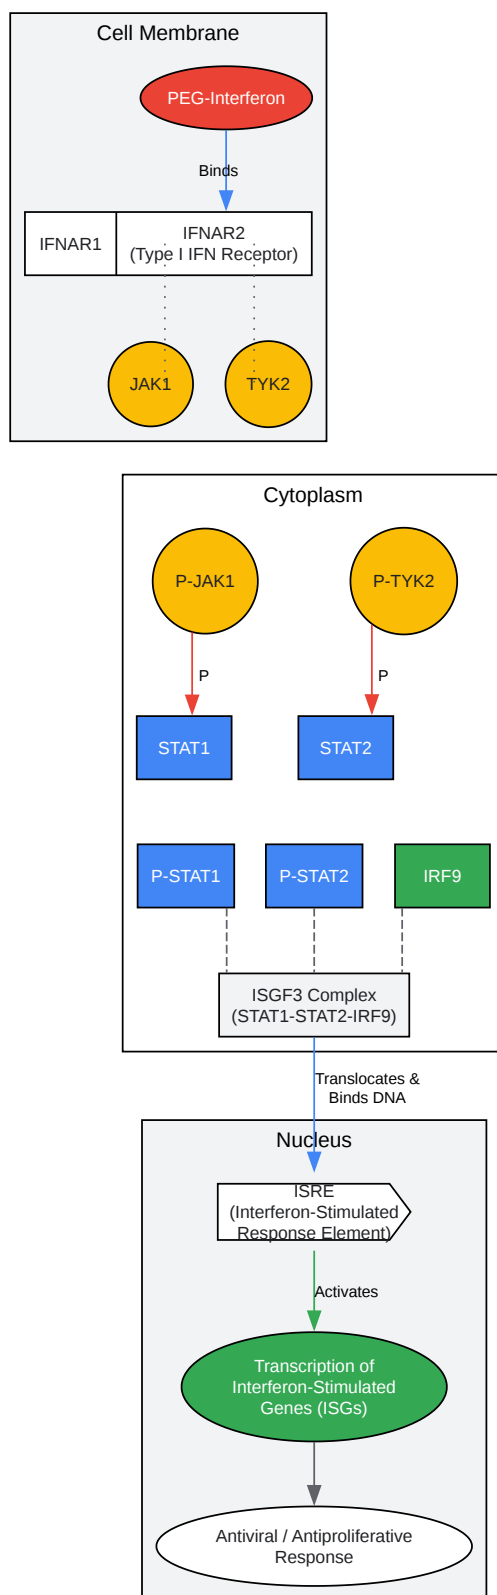 Cell Membrane
PEG-Interferon
Binds
IFNAR1
IFNAR2
(Type I IFN Receptor)
JAK1
TYK2
Cytoplasm
P-JAK1
P-TYK2
P
P
STAT1
STAT2
P-STAT1
P-STAT2
IRF9
ISGF3 Complex
(STAT1-STAT2-IRF9)
Translocates &
Binds DNA
Nucleus
ISRE
(Interferon-Stimulated
Response Element)
Activates
Transcription of
Interferon-Stimulated
Genes (ISGs)
Antiviral / Antiproliferative
Response